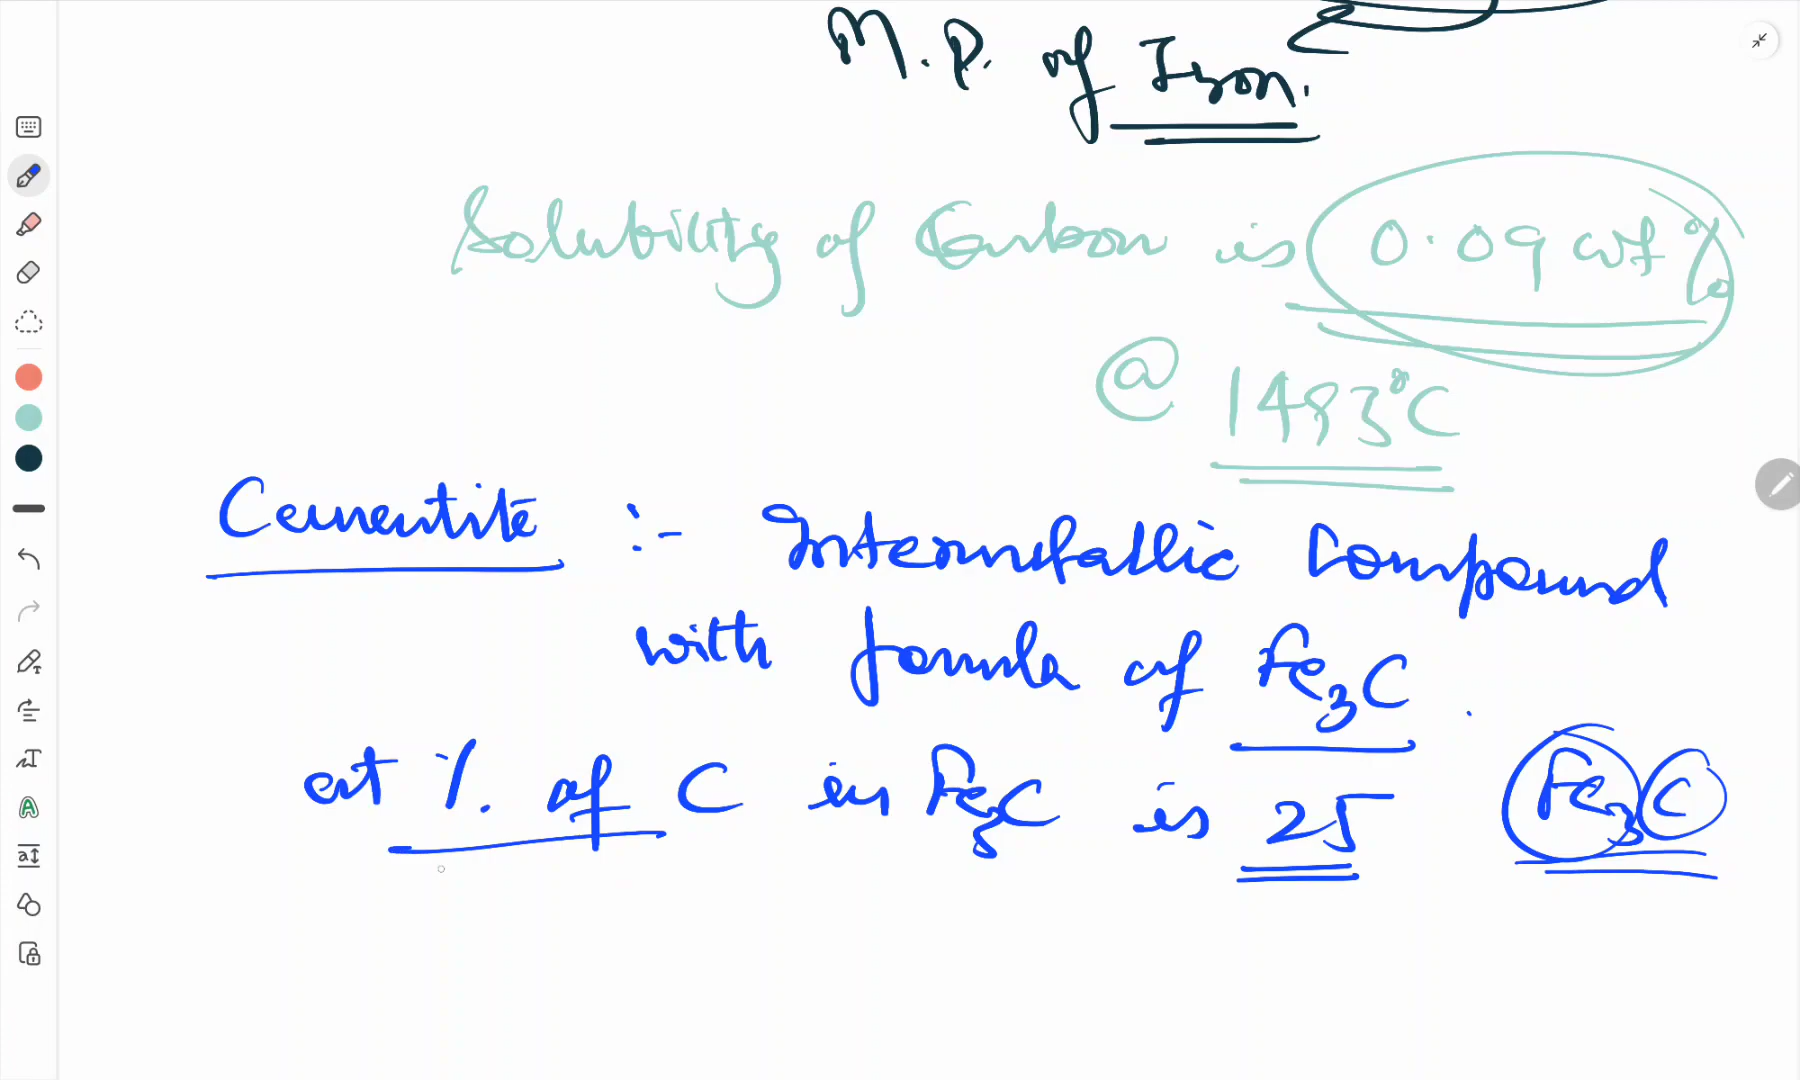 M.P. of Iron.
Solubility of Carbon is 0.09 wt %
@ 1493°C
Cementite :- Intermetallic Compound
with formula of Fe₃C.
at %. of C in Fe₃C is 25 Fe₃C